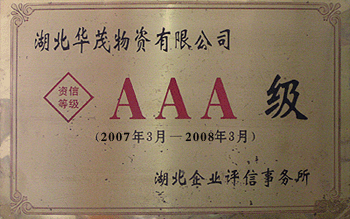 湖北华茂物资有限公司
资信
等级
AAA 级
(2007年3月—2008年3月)
湖北企业评信事务所